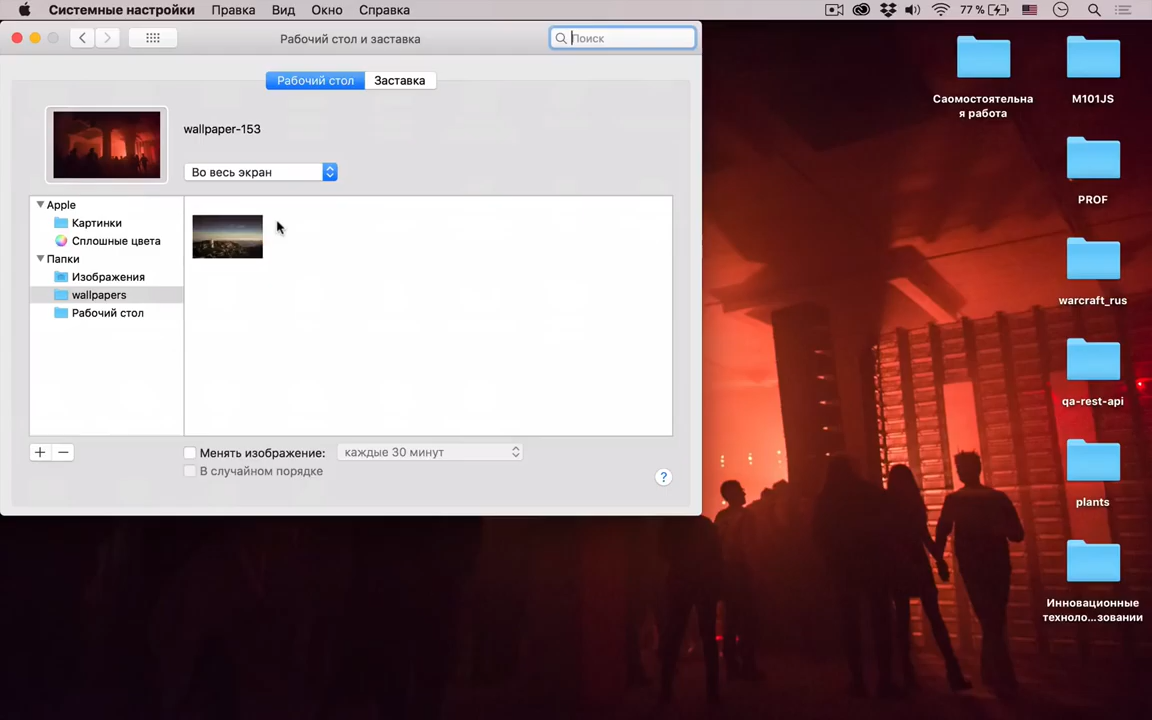 Системные настройки Правка Вид Окно Справка 77 %
Рабочий стол и заставка
Поиск
Рабочий стол Заставка
wallpaper-153
Во весь экран
Apple
Картинки
Сплошные цвета
Папки
Изображения
wallpapers
Рабочий стол
+ −
Менять изображение: каждые 30 минут
В случайном порядке
?
Саомостоятельна
я работа
M101JS
PROF
warcraft_rus
qa-rest-api
plants
Инновационные
техноло...зовании